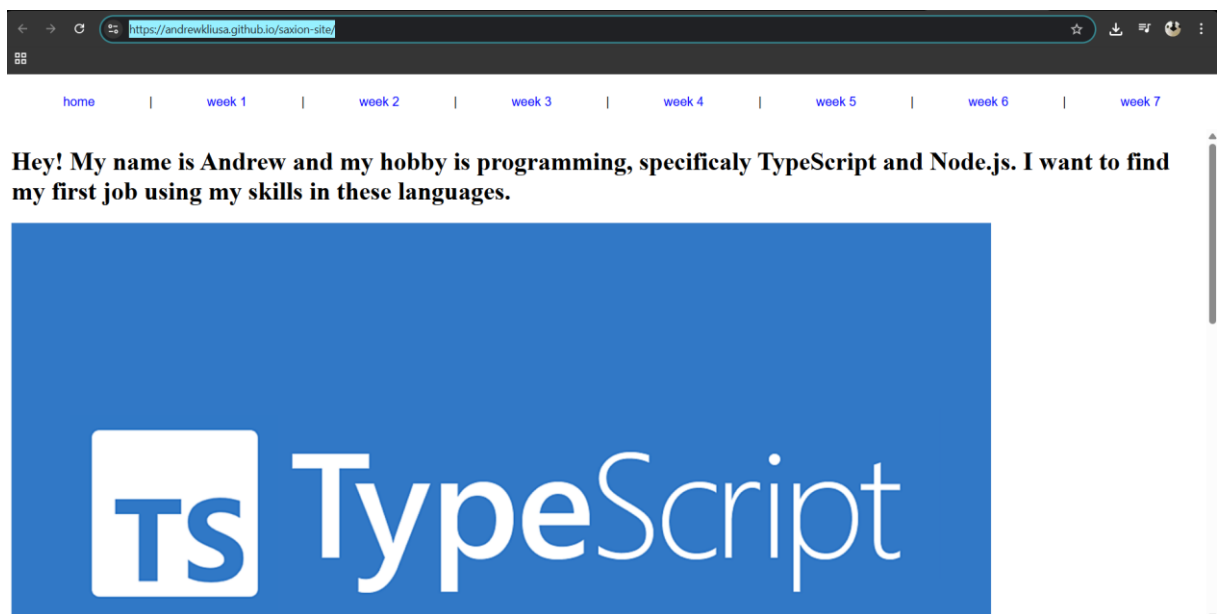 https://andrewkliusa.github.io/saxion-site/
home | week 1 | week 2 | week 3 | week 4 | week 5 | week 6 | week 7
Hey! My name is Andrew and my hobby is programming, specificaly TypeScript and Node.js. I want to find
my first job using my skills in these languages.
TS TypeScript